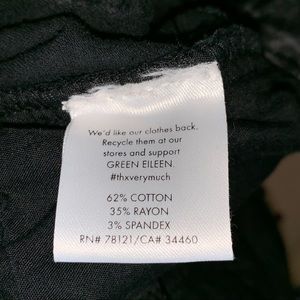 We'd like our clothes back.
Recycle them at our
stores and support
GREEN EILEEN.
#thxverymuch
62% COTTON
35% RAYON
3% SPANDEX
RN# 78121/CA# 34460